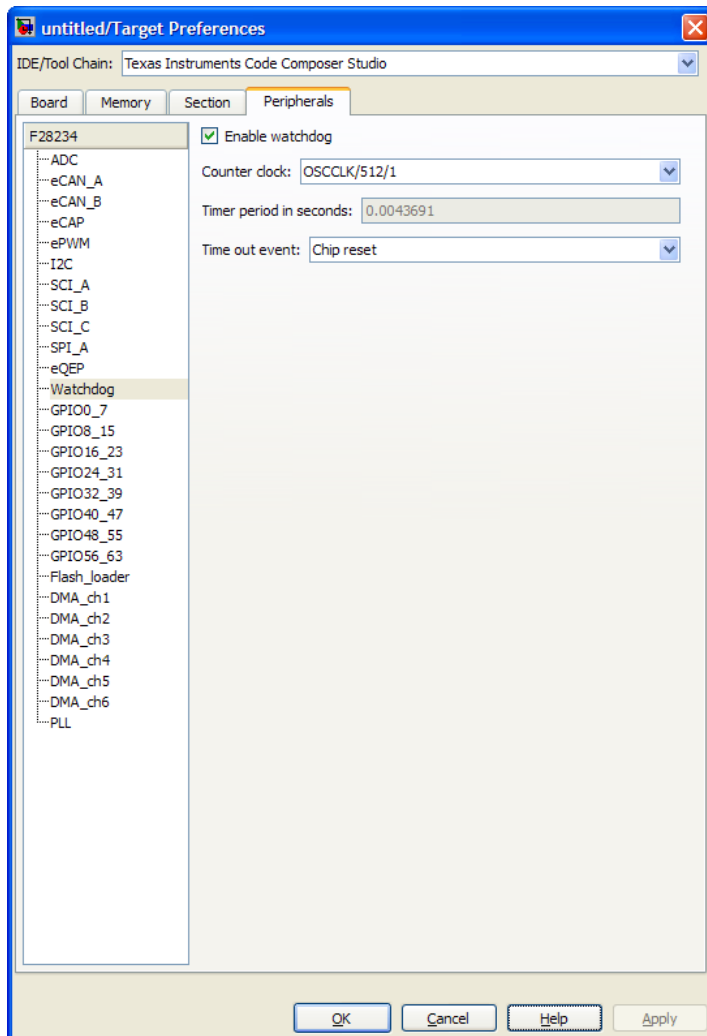 untitled/Target Preferences
IDE/Tool Chain: Texas Instruments Code Composer Studio
Board Memory Section Peripherals
F28234
ADC
eCAN_A
eCAN_B
eCAP
ePWM
I2C
SCI_A
SCI_B
SCI_C
SPI_A
eQEP
Watchdog
GPIO0_7
GPIO8_15
GPIO16_23
GPIO24_31
GPIO32_39
GPIO40_47
GPIO48_55
GPIO56_63
Flash_loader
DMA_ch1
DMA_ch2
DMA_ch3
DMA_ch4
DMA_ch5
DMA_ch6
PLL
Enable watchdog
Counter clock: OSCCLK/512/1
Timer period in seconds: 0.0043691
Time out event: Chip reset
OK Cancel Help Apply